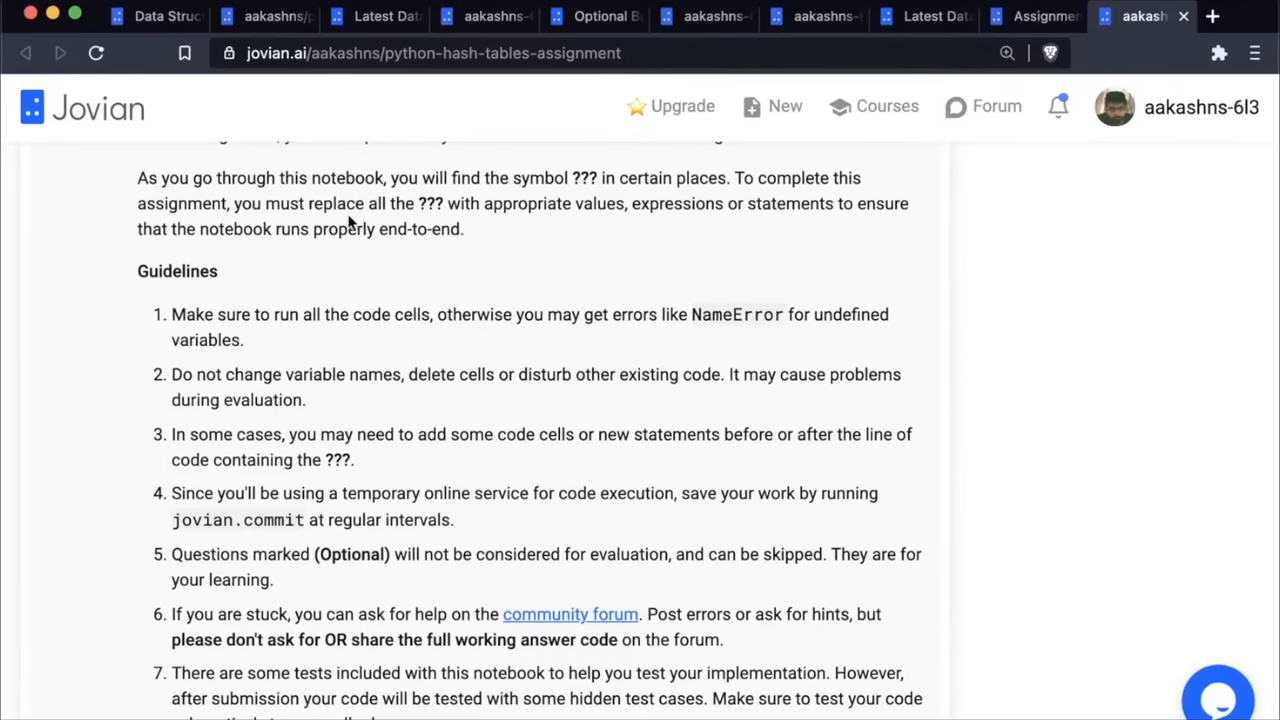 Data Struc
aakashns/p
Latest Data
aakashns-
Optional B
aakashns-
aakashns-
Latest Data
Assignmen
aakash
jovian.ai/aakashns/python-hash-tables-assignment
Jovian
Upgrade
New
Courses
Forum
aakashns-6l3
As you go through this notebook, you will find the symbol ??? in certain places. To complete this
assignment, you must replace all the ??? with appropriate values, expressions or statements to ensure
that the notebook runs properly end-to-end.
Guidelines
1. Make sure to run all the code cells, otherwise you may get errors like NameError for undefined
variables.
2. Do not change variable names, delete cells or disturb other existing code. It may cause problems
during evaluation.
3. In some cases, you may need to add some code cells or new statements before or after the line of
code containing the ???.
4. Since you'll be using a temporary online service for code execution, save your work by running
jovian.commit at regular intervals.
5. Questions marked (Optional) will not be considered for evaluation, and can be skipped. They are for
your learning.
6. If you are stuck, you can ask for help on the community forum. Post errors or ask for hints, but
please don't ask for OR share the full working answer code on the forum.
7. There are some tests included with this notebook to help you test your implementation. However,
after submission your code will be tested with some hidden test cases. Make sure to test your code